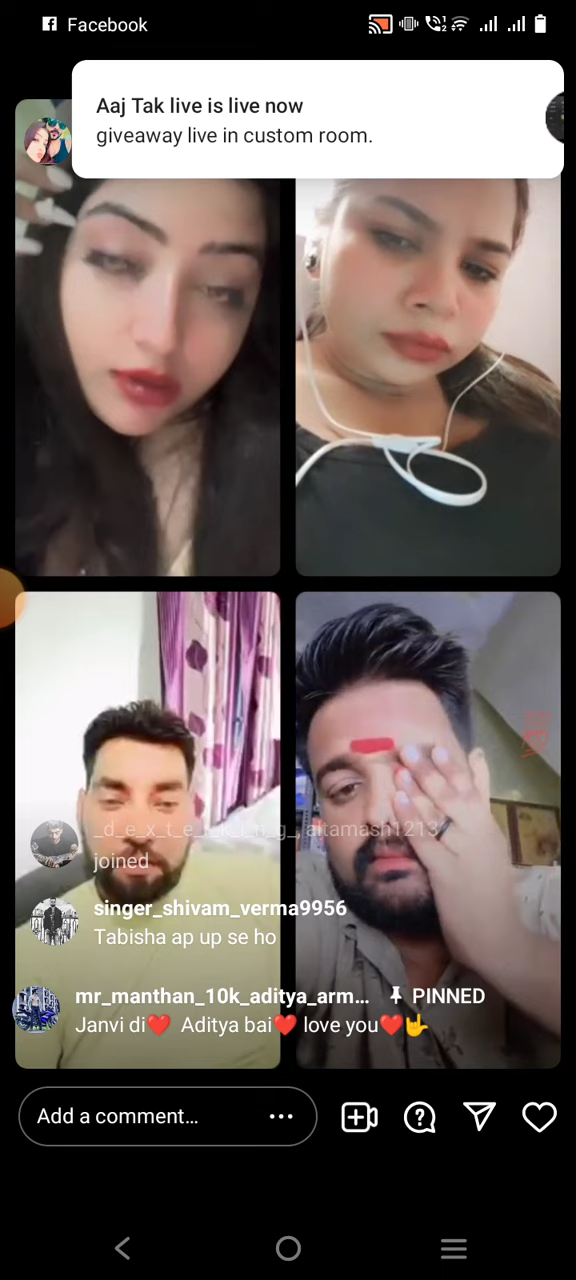 Facebook
Aaj Tak live is live now
giveaway live in custom room.
altamash1213
joined
singer_shivam_verma9956
Tabisha ap up se ho
mr_manthan_10k_aditya_arm... PINNED
Janvi di❤️ Aditya bai❤️ love you❤️🤟
Add a comment...